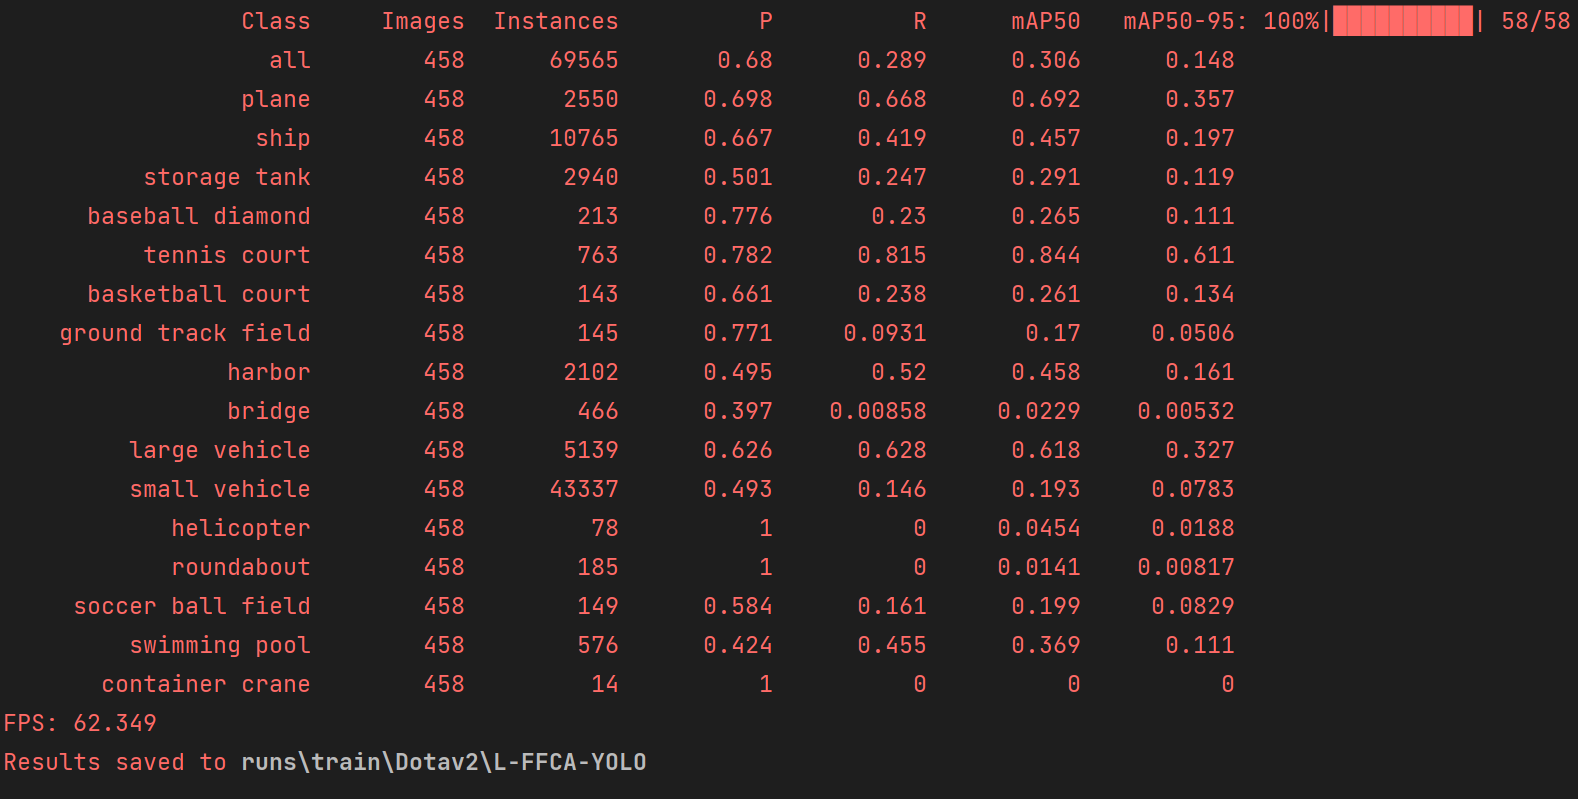 Class Images Instances P R mAP50 mAP50-95: 100%|██████████| 58/58
all 458 69565 0.68 0.289 0.306 0.148
plane 458 2550 0.698 0.668 0.692 0.357
ship 458 10765 0.667 0.419 0.457 0.197
storage tank 458 2940 0.501 0.247 0.291 0.119
baseball diamond 458 213 0.776 0.23 0.265 0.111
tennis court 458 763 0.782 0.815 0.844 0.611
basketball court 458 143 0.661 0.238 0.261 0.134
ground track field 458 145 0.771 0.0931 0.17 0.0506
harbor 458 2102 0.495 0.52 0.458 0.161
bridge 458 466 0.397 0.00858 0.0229 0.00532
large vehicle 458 5139 0.626 0.628 0.618 0.327
small vehicle 458 43337 0.493 0.146 0.193 0.0783
helicopter 458 78 1 0 0.0454 0.0188
roundabout 458 185 1 0 0.0141 0.00817
soccer ball field 458 149 0.584 0.161 0.199 0.0829
swimming pool 458 576 0.424 0.455 0.369 0.111
container crane 458 14 1 0 0 0
FPS: 62.349
Results saved to runs\train\Dotav2\L-FFCA-YOLO